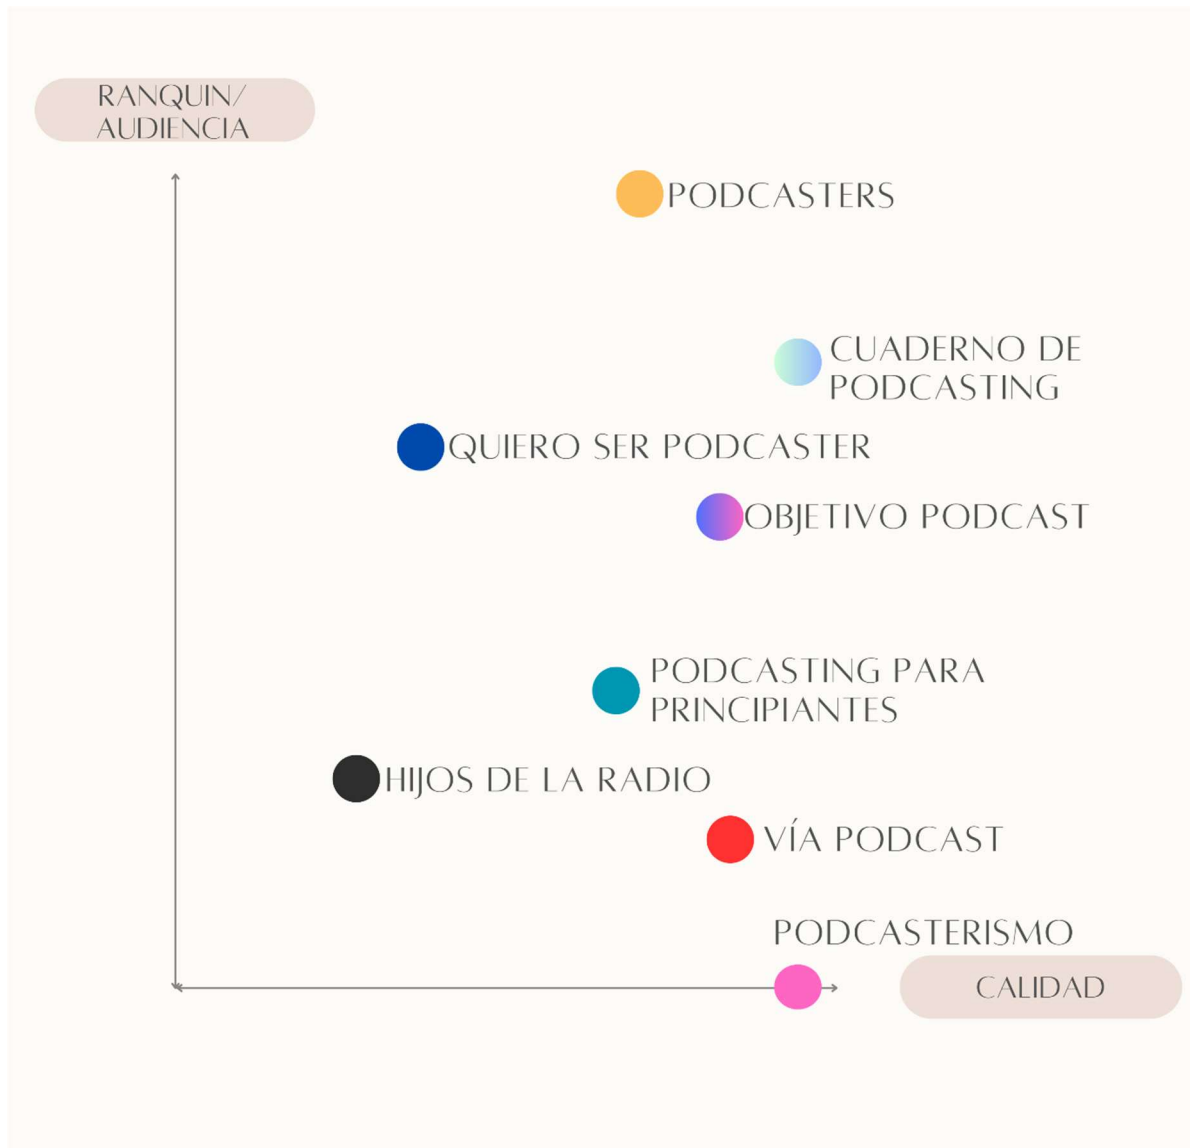 RANQUIN/
AUDIENCIA
PODCASTERS
CUADERNO DE
PODCASTING
QUIERO SER PODCASTER
OBJETIVO PODCAST
PODCASTING PARA
PRINCIPIANTES
HIJOS DE LA RADIO
VÍA PODCAST
PODCASTERISMO
CALIDAD